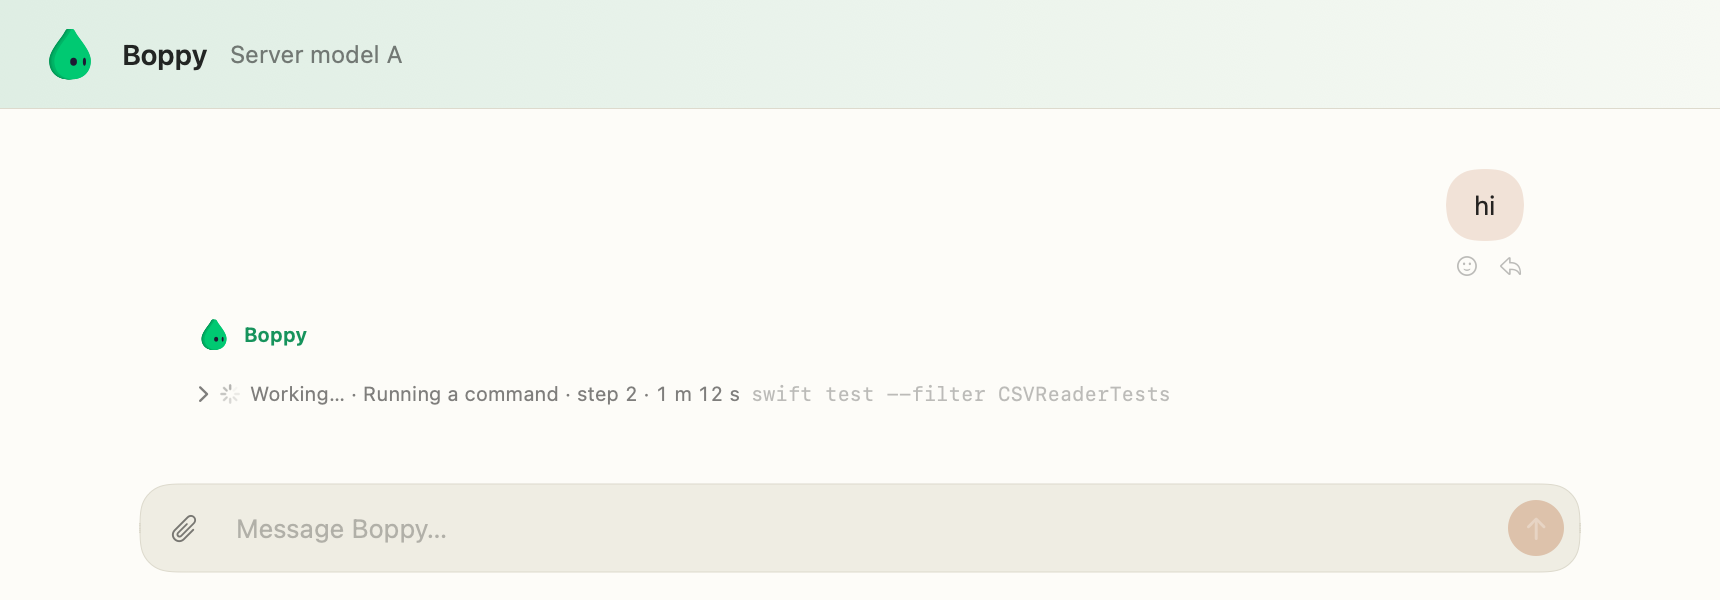 Boppy Server model A
hi
Boppy
Working... · Running a command · step 2 · 1 m 12 s swift test --filter CSVReaderTests
Message Boppy...